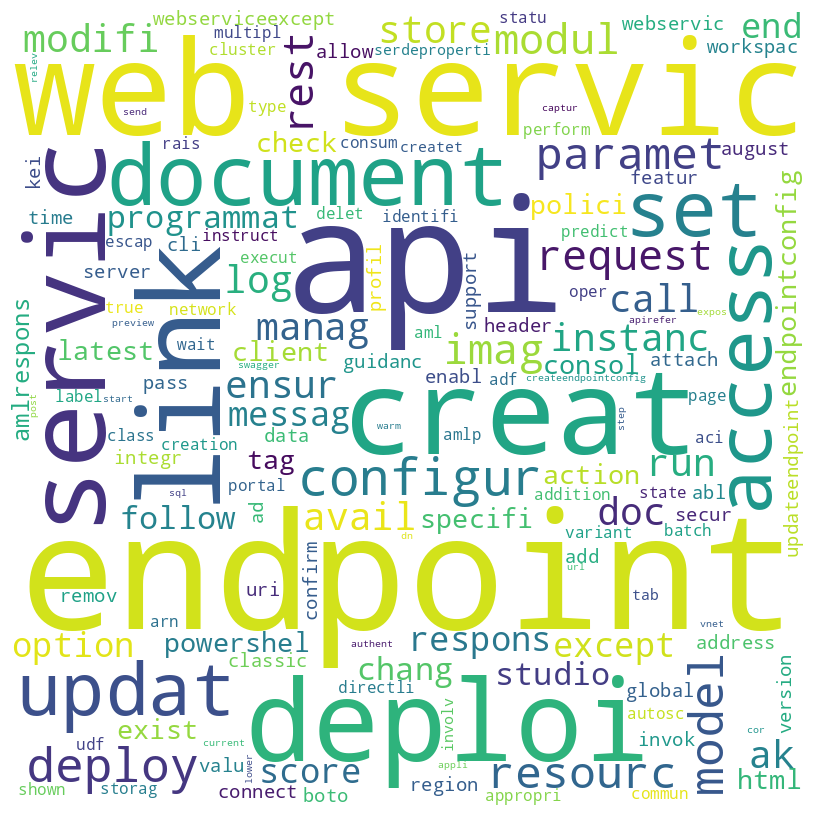 webserviceexcept
statu
multipl
store
modifi
rest
modul
webservic
end
cluster
allow
serdeproperti
workspac
relev
web servic
type
send
captur
perform
rais
check
consum
createt
paramet
august
kei
servic
document
featur
set
access
endpointconfig
time
programmat
delet
identifi
polici
escap
cli
instruct
predict
api
request
link
execut
profil
support
server
log
oper
call
true
network
expos
preview
manag
aml
header
apirefer
instanc
amlrespons
latest
wait
client
guidanc
imag
consol
attach
swagger
enabl
adf
createendpointconfig
pass
ensur
creat
page
label
start
post
messag
class
warm
step
updateendpoint
creation
data
amlp
aci
integr
tag
run
portal
configur
action
sql
addition
state
abl
follow
ad
avail
specifi
doc
secur
variant
batch
confirm
dn
endpoint
add
url
remov
uri
tab
arn
vnet
option
powershel
authent
respons
except
address
classic
chang
studio
updat
deploi
directli
model
global
version
exist
involv
autosc
udf
current
invok
cor
deploy
valu
lower
score
appli
resourc
ak
shown
storag
connect
boto
region
appropri
commun
html